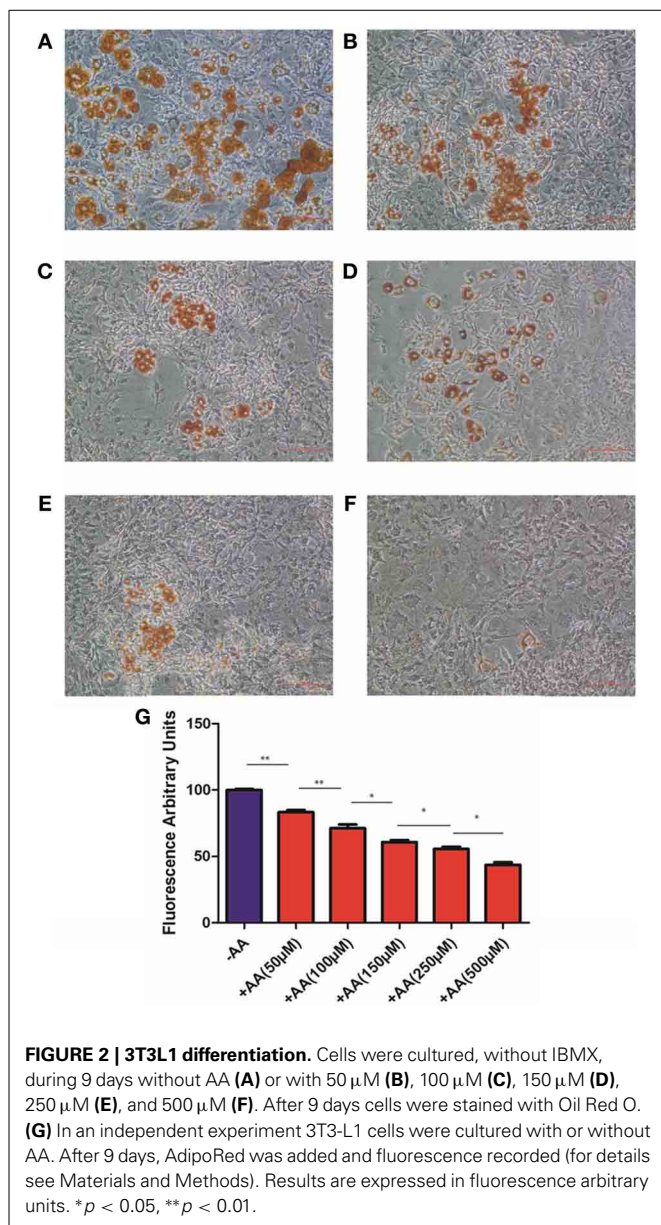 A
B
C
D
E
F
G
Fluorescence Arbitrary Units
150
100
50
0
**
**
*
*
*
-AA
+AA(50µM)
+AA(100µM)
+AA(150µM)
+AA(250µM)
+AA(500µM)
FIGURE 2 | 3T3L1 differentiation. Cells were cultured, without IBMX,
during 9 days without AA (A) or with 50 µM (B), 100 µM (C), 150 µM (D),
250 µM (E), and 500 µM (F). After 9 days cells were stained with Oil Red O.
(G) In an independent experiment 3T3-L1 cells were cultured with or without
AA. After 9 days, AdipoRed was added and fluorescence recorded (for details
see Materials and Methods). Results are expressed in fluorescence arbitrary
units. *p < 0.05, **p < 0.01.